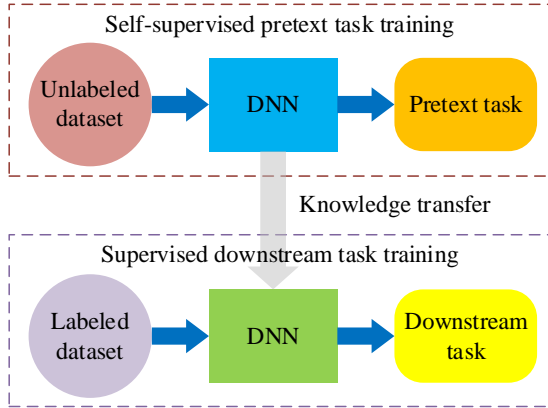 Self-supervised pretext task training
Unlabeled
dataset
DNN
Pretext task
Knowledge transfer
Supervised downstream task training
Labeled
dataset
DNN
Downstream
task